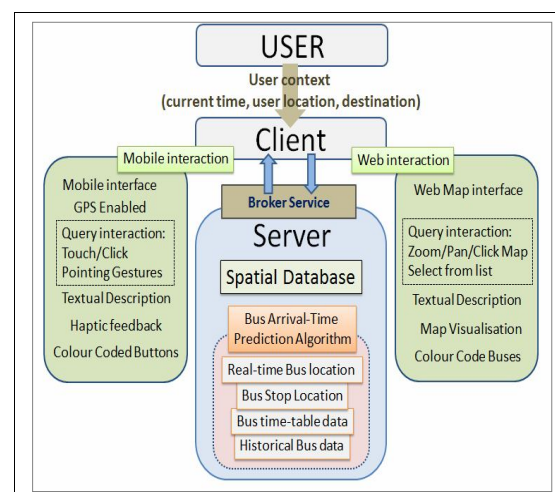 USER
User context
(current time, user location, destination)
Client
Mobile interaction
Web interaction
Mobile interface
GPS Enabled
Query interaction:
Touch/Click
Pointing Gestures
Textual Description
Haptic feedback
Colour Coded Buttons
Broker Service
Server
Spatial Database
Bus Arrival-Time
Prediction Algorithm
Real-time Bus location
Bus Stop Location
Bus time-table data
Historical Bus data
Web Map interface
Query interaction:
Zoom/Pan/Click Map
Select from list
Textual Description
Map Visualisation
Colour Code Buses